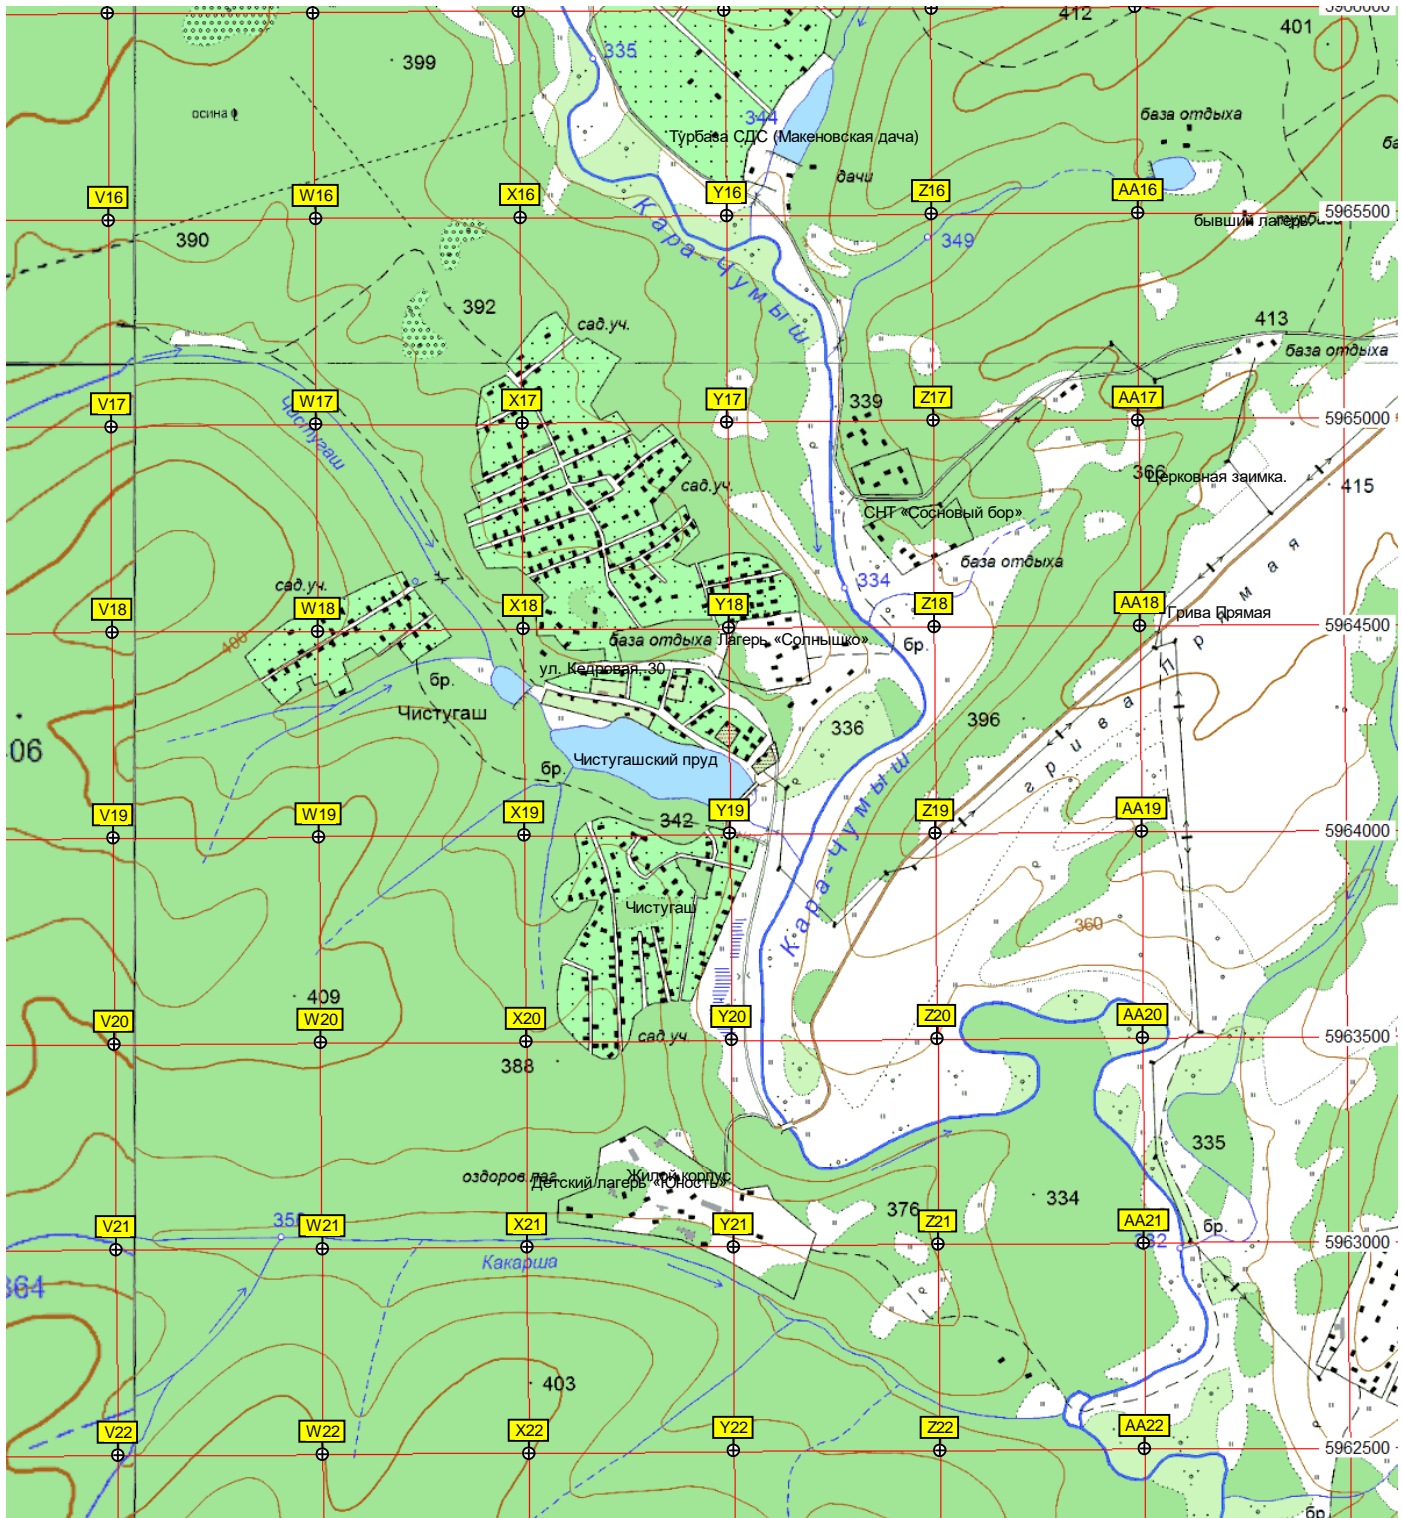 412
5966000
401
335
399
осина
344
база отдыха
ба
Турбаза СДС (Макеновская дача)
дачи
V16
W16
X16
Y16
Z16
AA16
5965500
бывший лагерь.
390
349
Кара-Чумыш
392
сад.уч.
413
база отдыха
V17
W17
X17
Y17
Z17
AA17
339
5965000
Чистугаш
366
Церковная заимка.
415
сад.уч.
СНТ «Сосновый бор»
база отдыха
334
сад.уч.
V18
W18
X18
Y18
Z18
AA18
Грива Прямая
5964500
400
база отдыха
Лагерь «Солнышко»
бр.
ул. Кедровая, 30
бр.
Чистугаш
336
396
грива Прямая
06
Чистугашский пруд
бр.
Кара-Чумыш
V19
W19
X19
342
Y19
Z19
AA19
5964000
Чистугаш
360
409
V20
W20
X20
Y20
Z20
AA20
сад.уч.
5963500
388
335
оздоров.лаг.
Жилой корпус
Детский лагерь «Юность»
334
376
V21
W21
X21
Y21
Z21
AA21
бр.
5963000
Какарша
364
403
V22
W22
X22
Y22
Z22
AA22
5962500
бр.